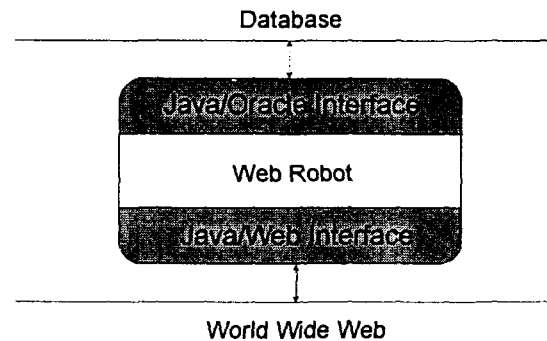 Database
Java/Oracle Interface
Web Robot
Java/Web Interface
World Wide Web